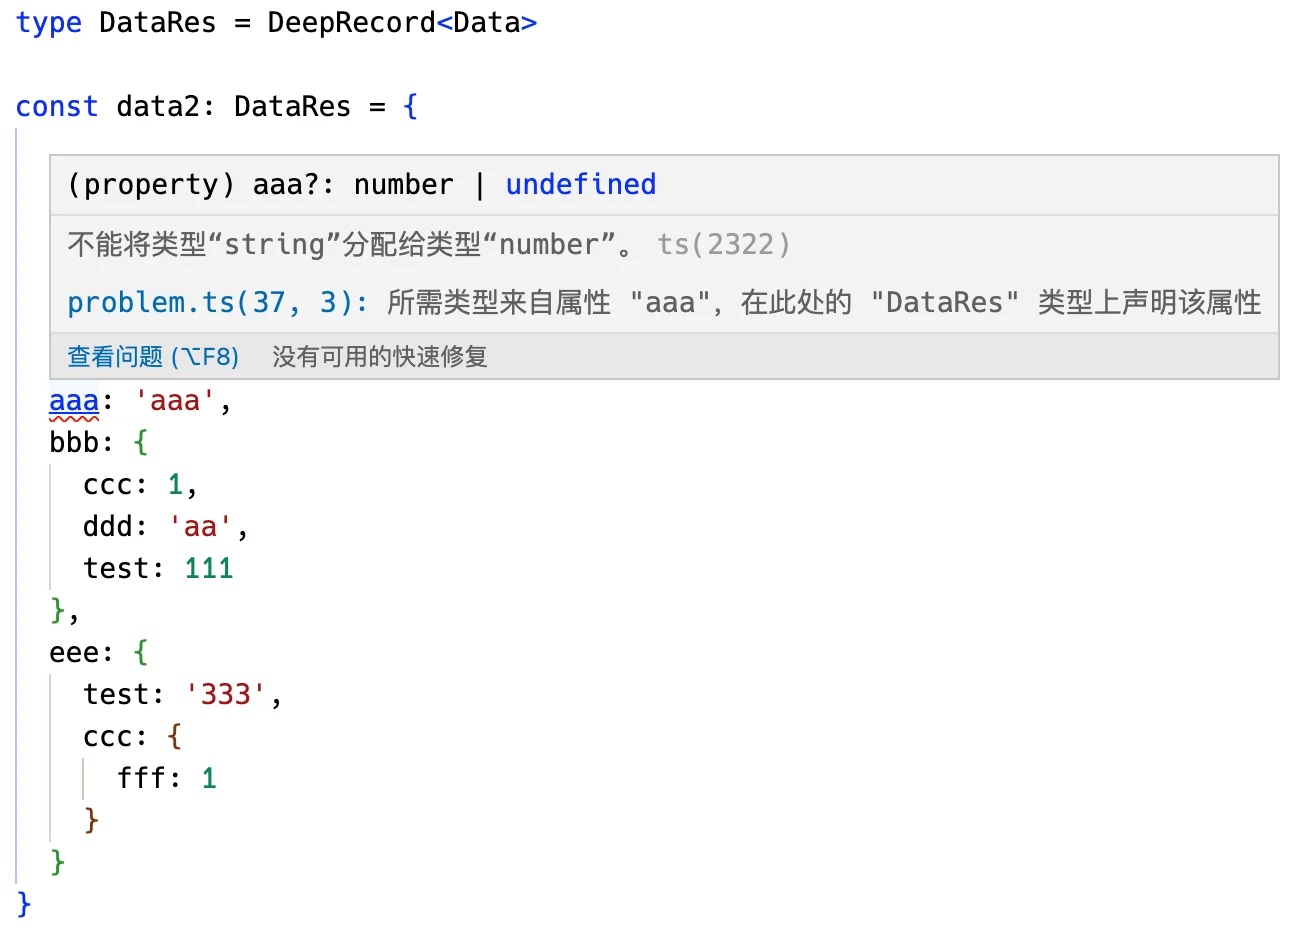 type DataRes = DeepRecord<Data>
const data2: DataRes = {
(property) aaa?: number | undefined
不能将类型“string”分配给类型“number”。 ts(2322)
problem.ts(37, 3): 所需类型来自属性 "aaa"，在此处的 "DataRes" 类型上声明该属性
查看问题 (⌥F8) 没有可用的快速修复
aaa: 'aaa',
bbb: {
ccc: 1,
ddd: 'aa',
test: 111
},
eee: {
test: '333',
ccc: {
fff: 1
}
}
}